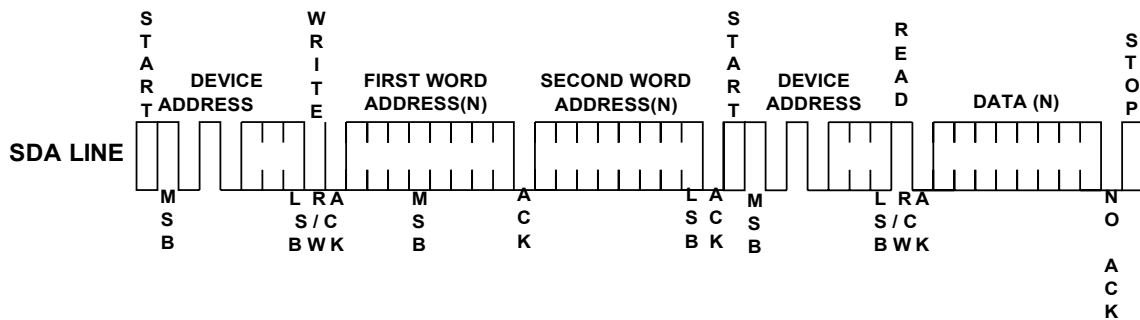 START
WRITE
START
READ
STOP
DEVICE
ADDRESS
FIRST WORD
ADDRESS(N)
SECOND WORD
ADDRESS(N)
DEVICE
ADDRESS
DATA (N)
SDA LINE
MSB
LSB
R/W
ACK
MSB
ACK
LSB
ACK
MSB
LSB
R/W
ACK
NO ACK